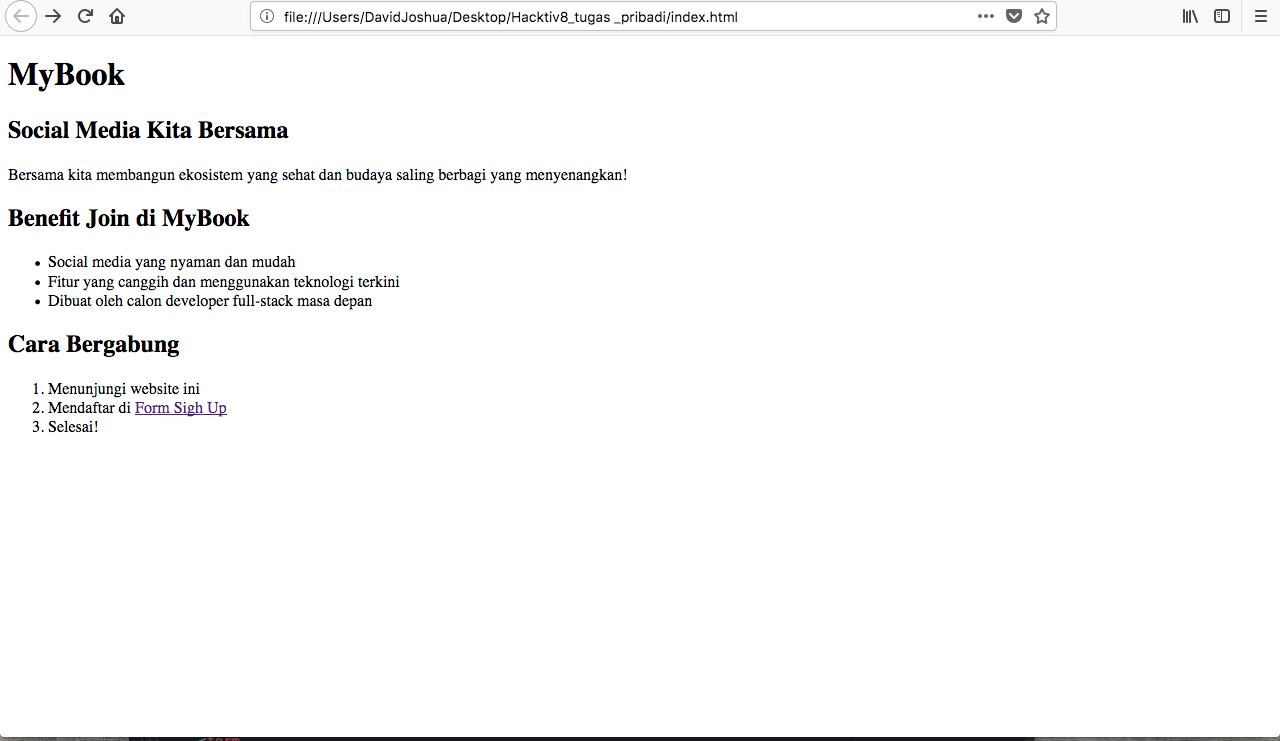 file:///Users/DavidJoshua/Desktop/Hacktiv8_tugas _pribadi/index.html
MyBook
Social Media Kita Bersama
Bersama kita membangun ekosistem yang sehat dan budaya saling berbagi yang menyenangkan!
Benefit Join di MyBook
• Social media yang nyaman dan mudah
• Fitur yang canggih dan menggunakan teknologi terkini
• Dibuat oleh calon developer full-stack masa depan
Cara Bergabung
1. Menunjungi website ini
2. Mendaftar di Form Sigh Up
3. Selesai!